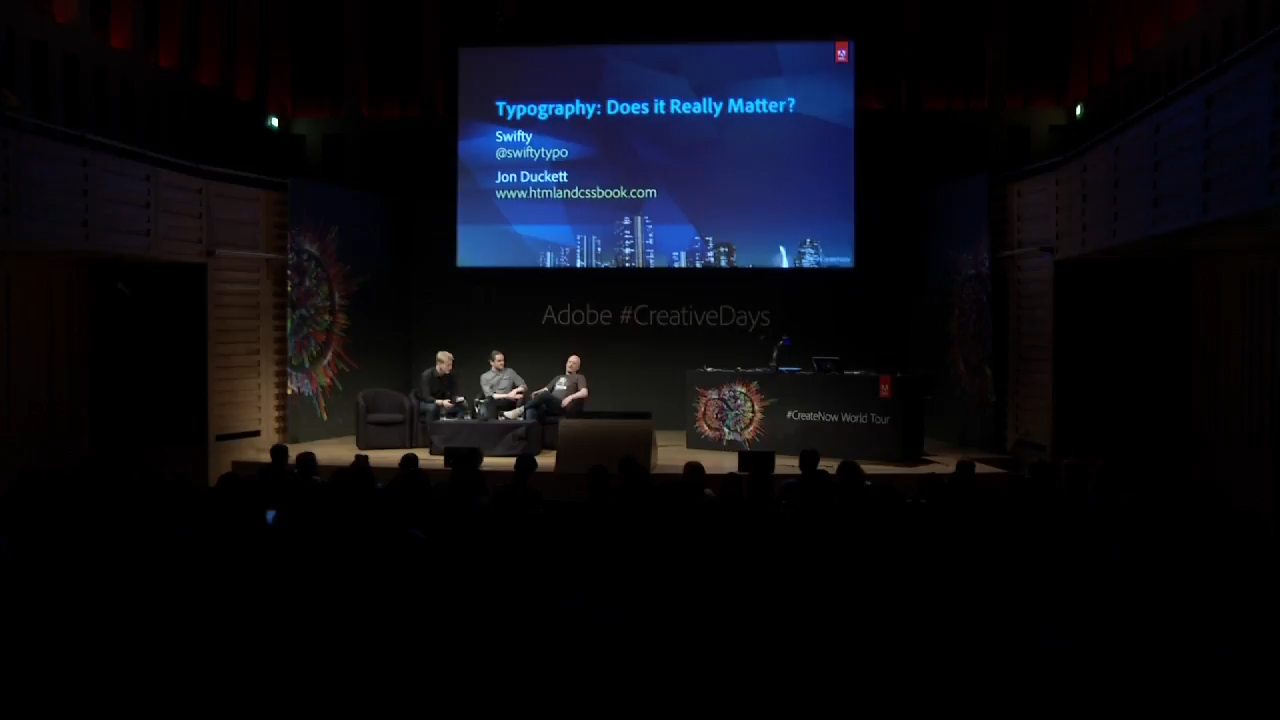 Typography: Does it Really Matter?
Swifty
@swiftytypo
Jon Duckett
www.htmlandcssbook.com
Adobe #CreativeDays
#CreateNow World Tour